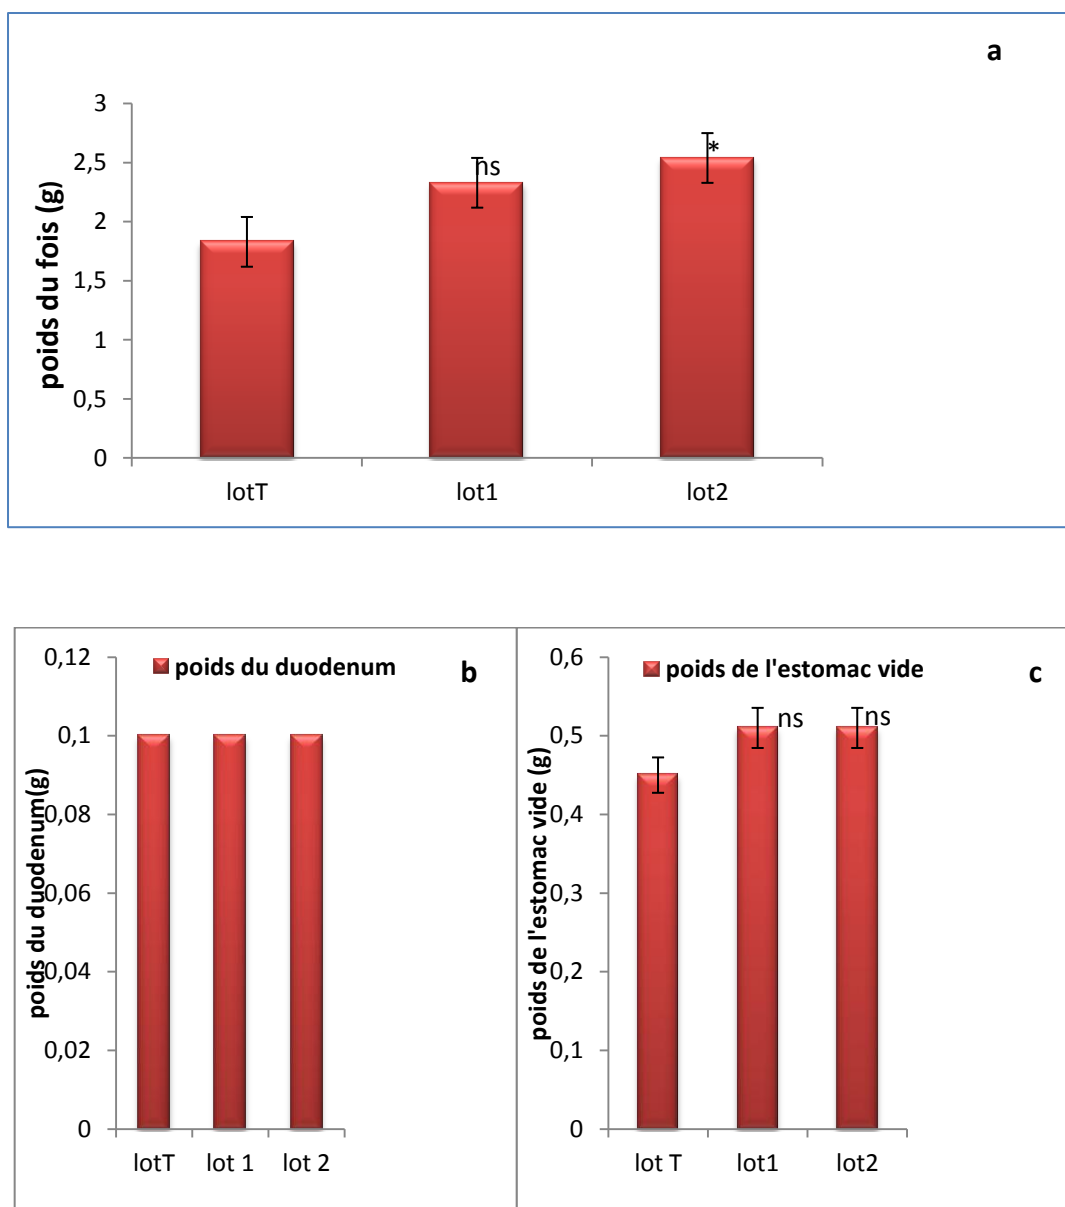 a
poids du fois (g)
3
2,5
2
1,5
1
0,5
0
ns
*
lotT lot1 lot2
b
poids du duodenum
poids du duodenum(g)
0,12
0,1
0,08
0,06
0,04
0,02
0
lotT lot 1 lot 2
c
poids de l'estomac vide
poids de l'estomac vide (g)
0,6
0,5
0,4
0,3
0,2
0,1
0
ns
ns
lot T lot1 lot2